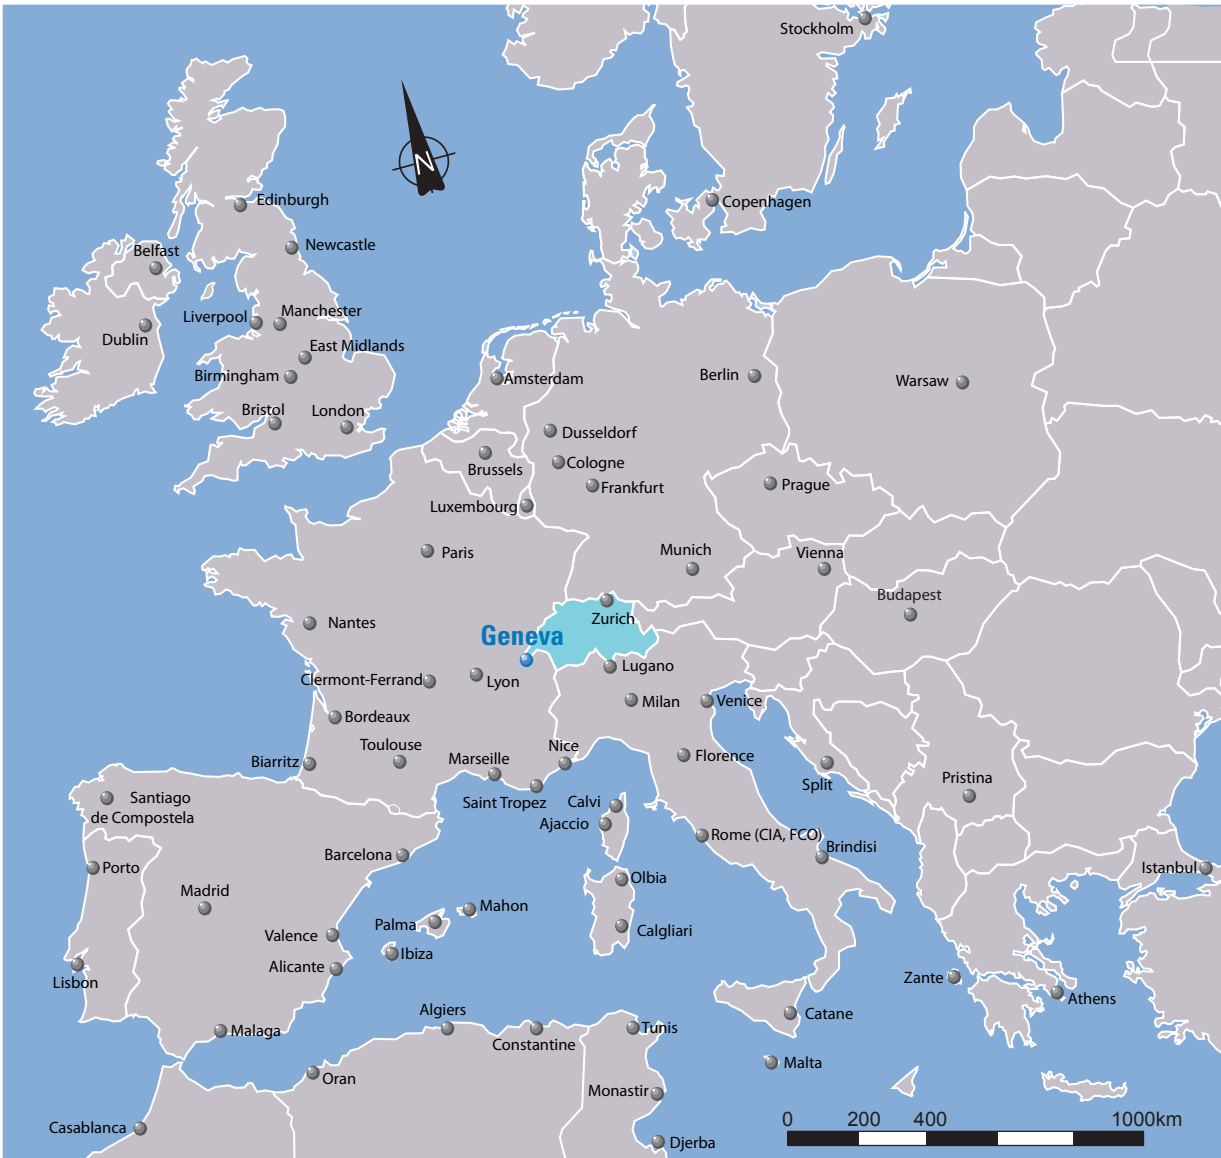 Stockholm
N
Edinburgh
Copenhagen
Newcastle
Belfast
Liverpool
Manchester
Dublin
East Midlands
Birmingham
Amsterdam
Berlin
Warsaw
Bristol
London
Dusseldorf
Brussels
Cologne
Frankfurt
Prague
Luxembourg
Paris
Munich
Vienna
Budapest
Nantes
Zurich
Geneva
Lugano
Clermont-Ferrand
Lyon
Milan
Venice
Bordeaux
Toulouse
Biarritz
Marseille
Nice
Florence
Split
Pristina
Saint Tropez
Calvi
Ajaccio
Santiago
de Compostela
Rome (CIA, FCO)
Brindisi
Barcelona
Porto
Istanbul
Madrid
Olbia
Mahon
Palma
Valence
Calgliari
Ibiza
Alicante
Lisbon
Zante
Athens
Algiers
Catane
Malaga
Constantine
Tunis
Malta
Oran
Monastir
Casablanca
Djerba
0 200 400 1000km